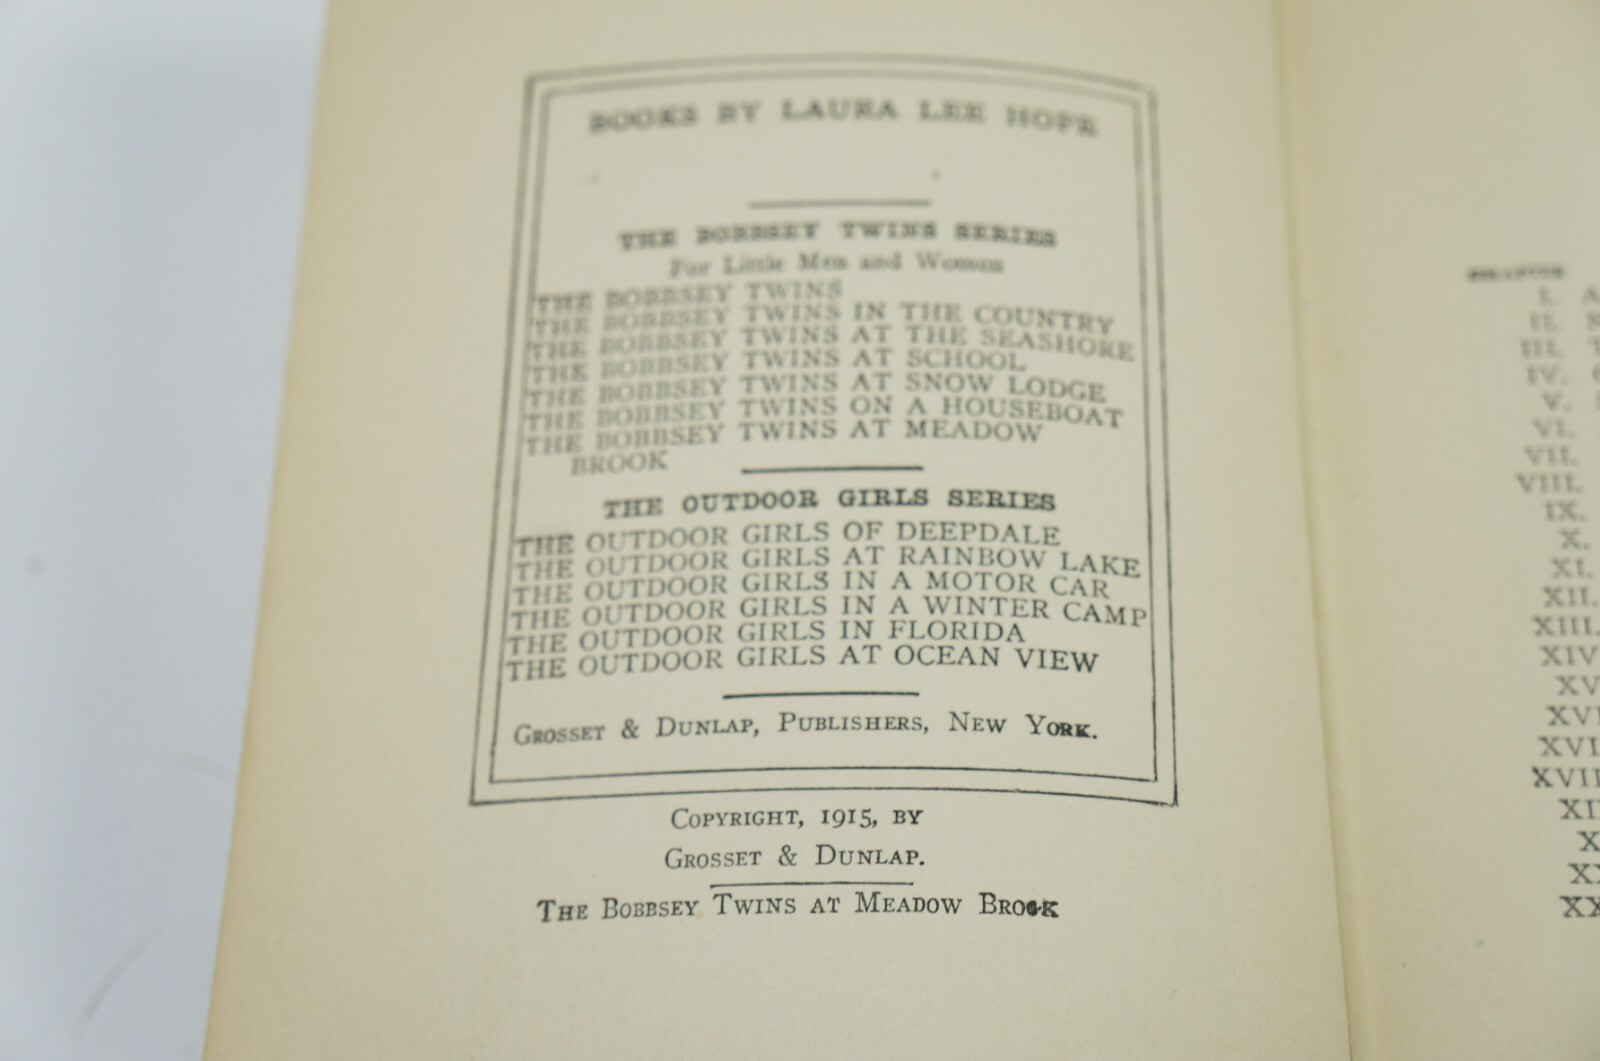 BOOKS BY LAURA LEE HOPE
THE BOBBSEY TWINS SERIES
For Little Men and Women
THE BOBBSEY TWINS
THE BOBBSEY TWINS IN THE COUNTRY
THE BOBBSEY TWINS AT THE SEASHORE
THE BOBBSEY TWINS AT SCHOOL
THE BOBBSEY TWINS AT SNOW LODGE
THE BOBBSEY TWINS ON A HOUSEBOAT
THE BOBBSEY TWINS AT MEADOW
BROOK
THE OUTDOOR GIRLS SERIES
THE OUTDOOR GIRLS OF DEEPDALE
THE OUTDOOR GIRLS AT RAINBOW LAKE
THE OUTDOOR GIRLS IN A MOTOR CAR
THE OUTDOOR GIRLS IN A WINTER CAMP
THE OUTDOOR GIRLS IN FLORIDA
THE OUTDOOR GIRLS AT OCEAN VIEW
GROSSET & DUNLAP, PUBLISHERS, NEW YORK.
COPYRIGHT, 1915, BY
GROSSET & DUNLAP.
THE BOBBSEY TWINS AT MEADOW BROOK
CHAPTER
I.
II.
III.
IV.
V.
VI.
VII.
VIII.
IX.
X.
XI.
XII.
XIII.